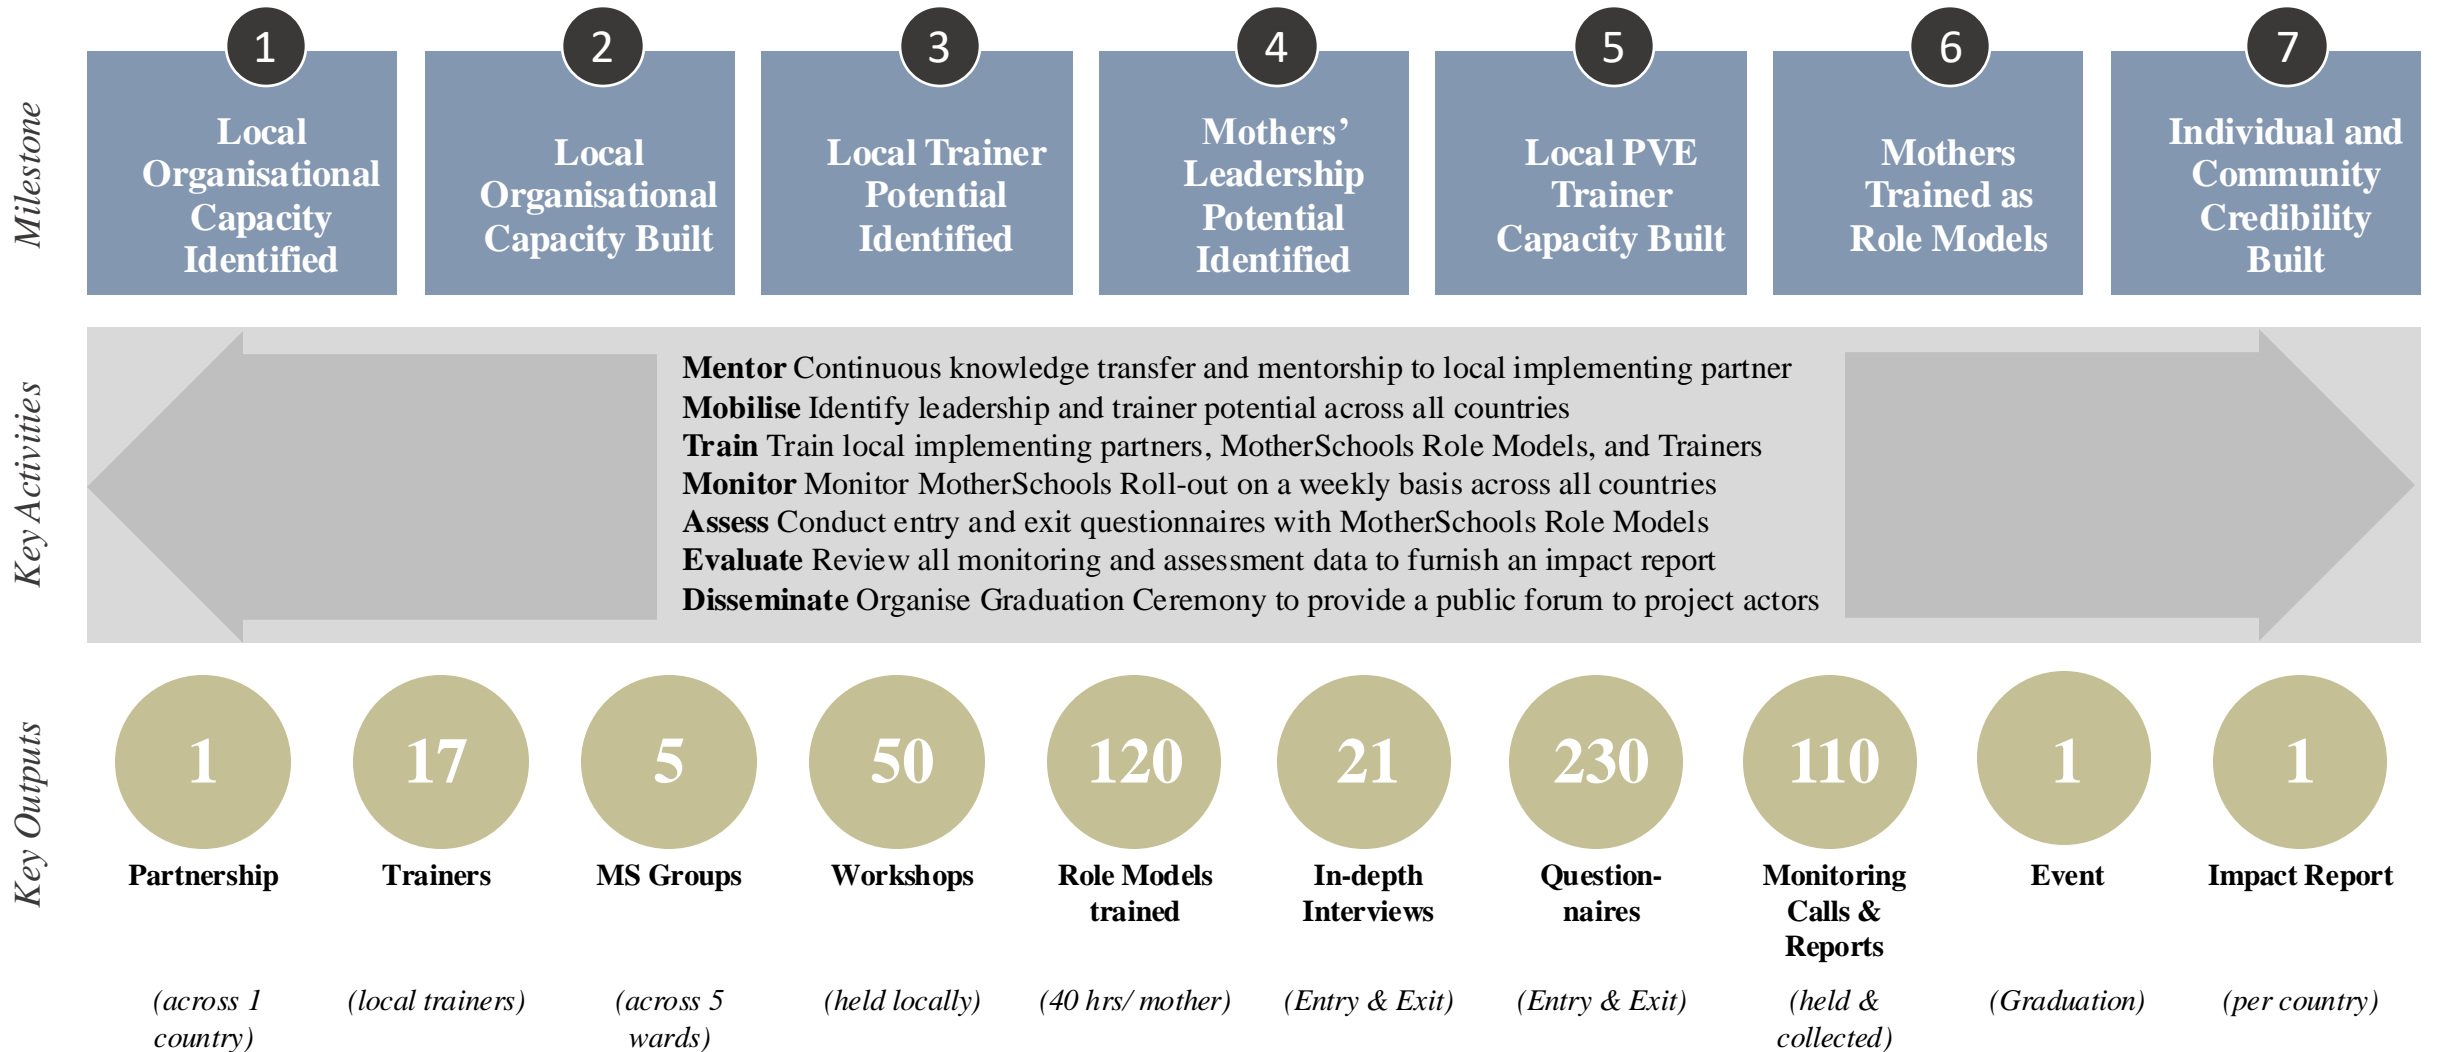 Milestone
1
Local
Organisational
Capacity
Identified
2
Local
Organisational
Capacity Built
3
Local Trainer
Potential
Identified
4
Mothers’
Leadership
Potential
Identified
5
Local PVE
Trainer
Capacity Built
6
Mothers
Trained as
Role Models
7
Individual and
Community
Credibility
Built
Key Activities
Mentor Continuous knowledge transfer and mentorship to local implementing partner
Mobilise Identify leadership and trainer potential across all countries
Train Train local implementing partners, MotherSchools Role Models, and Trainers
Monitor Monitor MotherSchools Roll-out on a weekly basis across all countries
Assess Conduct entry and exit questionnaires with MotherSchools Role Models
Evaluate Review all monitoring and assessment data to furnish an impact report
Disseminate Organise Graduation Ceremony to provide a public forum to project actors
Key Outputs
1
Partnership
(across 1
country)
17
Trainers
(local trainers)
5
MS Groups
(across 5
wards)
50
Workshops
(held locally)
120
Role Models
trained
(40 hrs/ mother)
21
In-depth
Interviews
(Entry & Exit)
230
Question-
naires
(Entry & Exit)
110
Monitoring
Calls &
Reports
(held &
collected)
1
Event
(Graduation)
1
Impact Report
(per country)